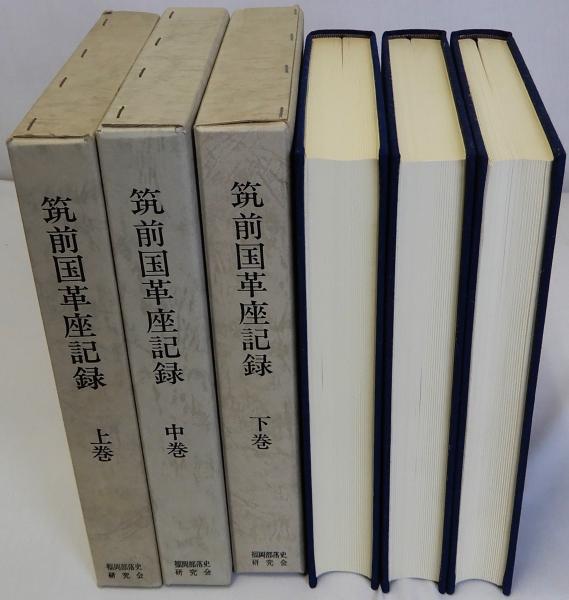 筑前国革座記録
上巻
福岡部落史
研究会
筑前国革座記録
中巻
福岡部落史
研究会
筑前国革座記録
下巻
福岡部落史
研究会